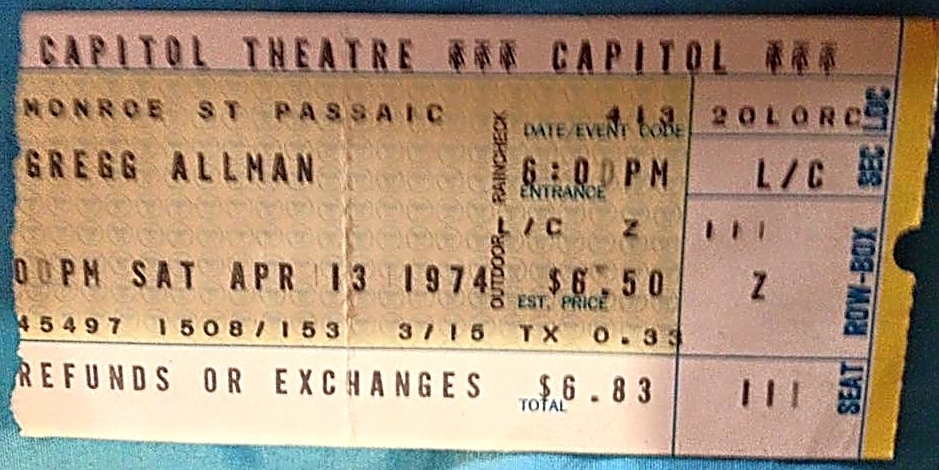 CAPITOL THEATRE *** CAPITOL ***
MONROE ST PASSAIC 413 20LORC
DATE/EVENT CODE LOC
GREGG ALLMAN 6:00PM L/C
ENTRANCE SEC
OUTDOOR-RAINCHECK
L/C Z 111
00PM SAT APR 13 1974 $6.50 Z
EST. PRICE ROW-BOX
45497 1508/153 3/15 TX 0.33
REFUNDS OR EXCHANGES $6.83 111
TOTAL SEAT